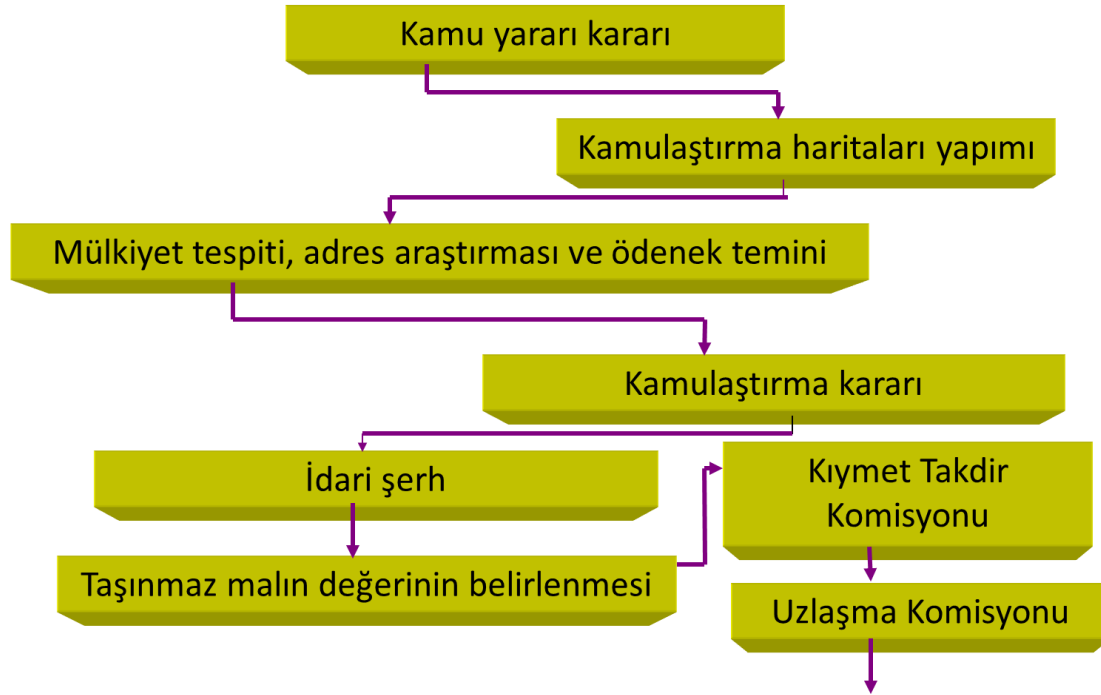 Kamu yararı kararı
Kamulaştırma haritaları yapımı
Mülkiyet tespiti, adres araştırması ve ödenek temini
Kamulaştırma kararı
İdari şerh
Taşınmaz malın değerinin belirlenmesi
Kıymet Takdir
Komisyonu
Uzlaşma Komisyonu